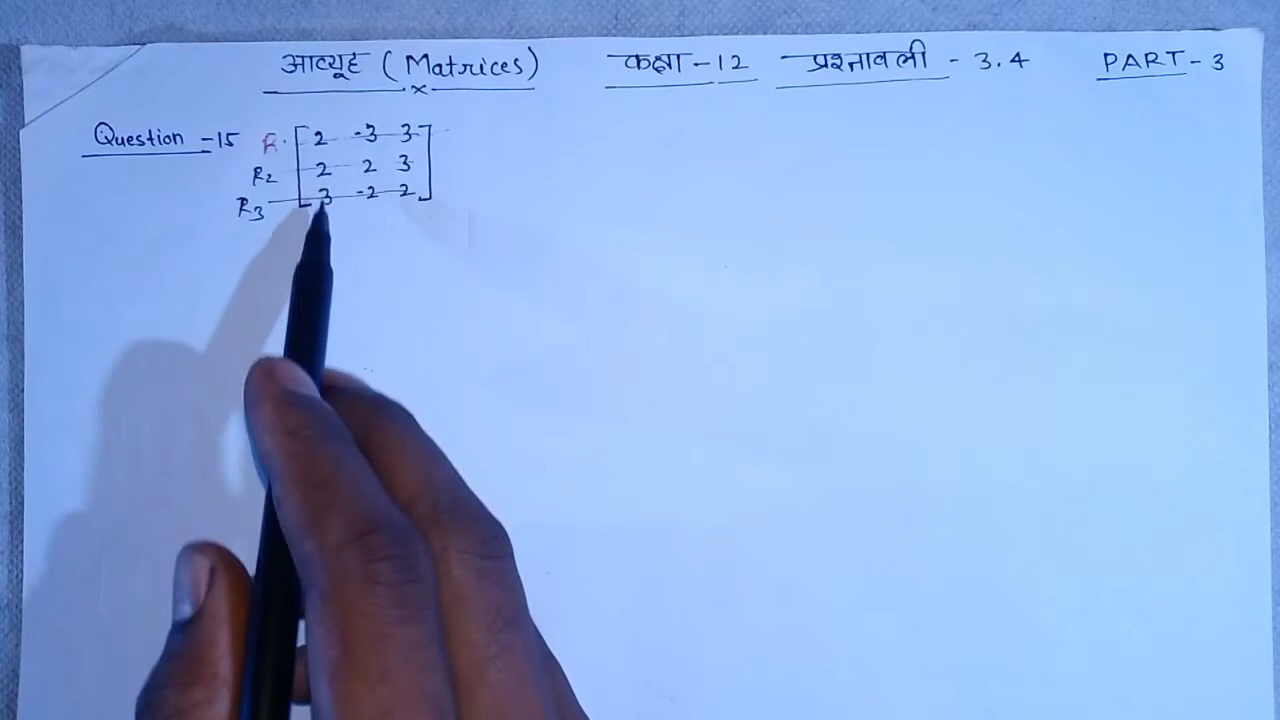 आव्यूह (Matrices) कक्षा-12 प्रश्नावली - 3.4 PART-3
×
Question -15 R. [2 -3 3]
R2 2 2 3
R3 3 -2 2